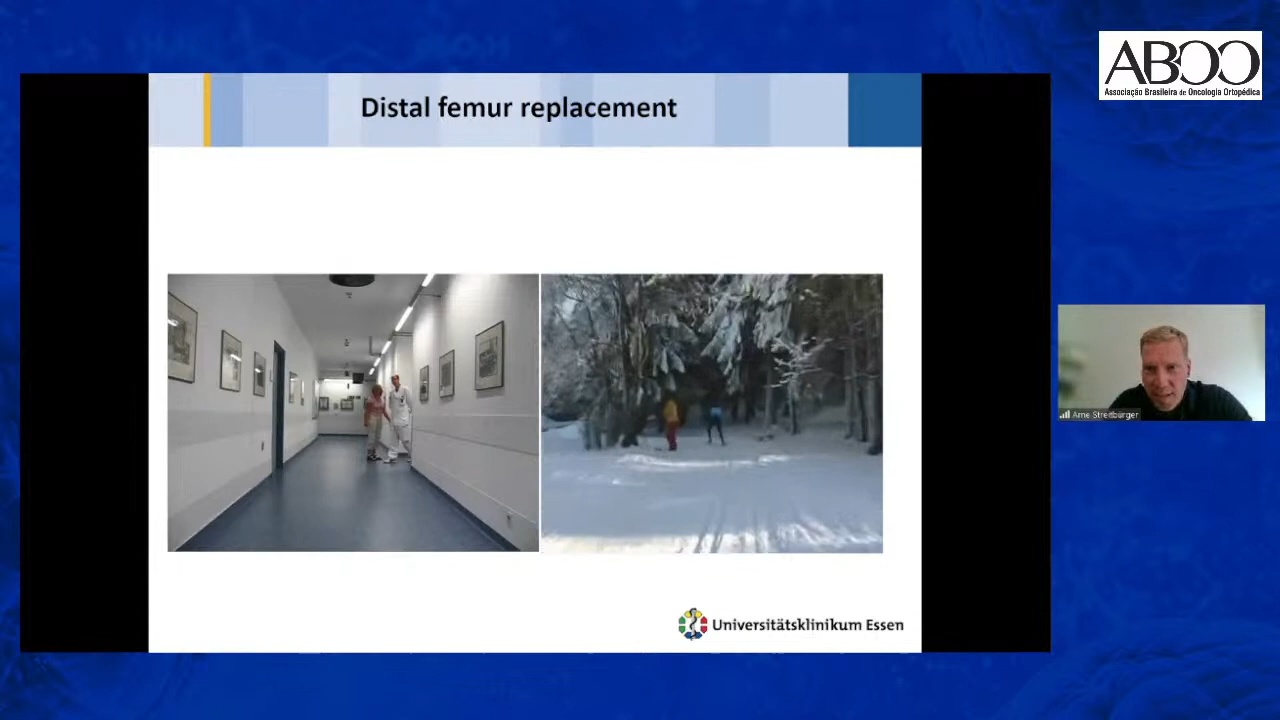 ABOO
Associação Brasileira de Oncologia Ortopédica
Distal femur replacement
Arne Streitbürger
Universitätsklinikum Essen